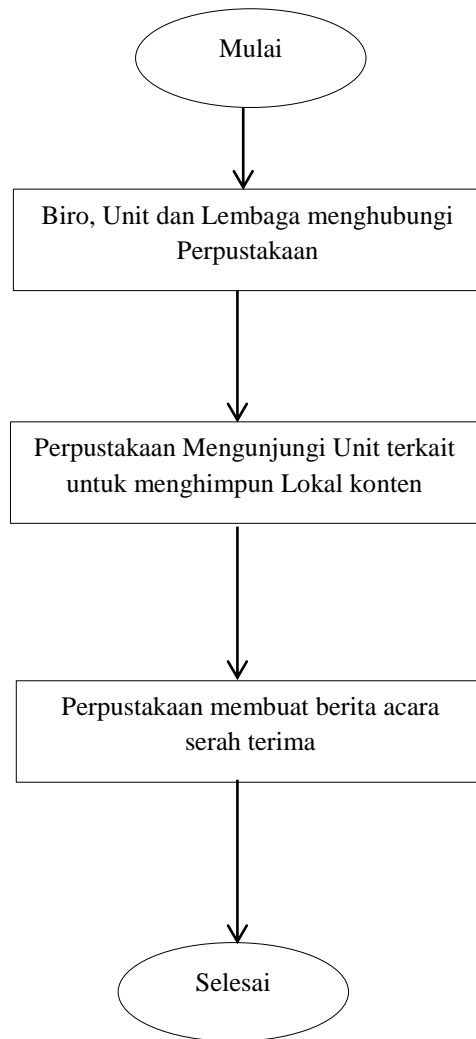 Mulai
Biro, Unit dan Lembaga menghubungi
Perpustakaan
Perpustakaan Mengunjungi Unit terkait
untuk menghimpun Lokal konten
Perpustakaan membuat berita acara
serah terima
Selesai